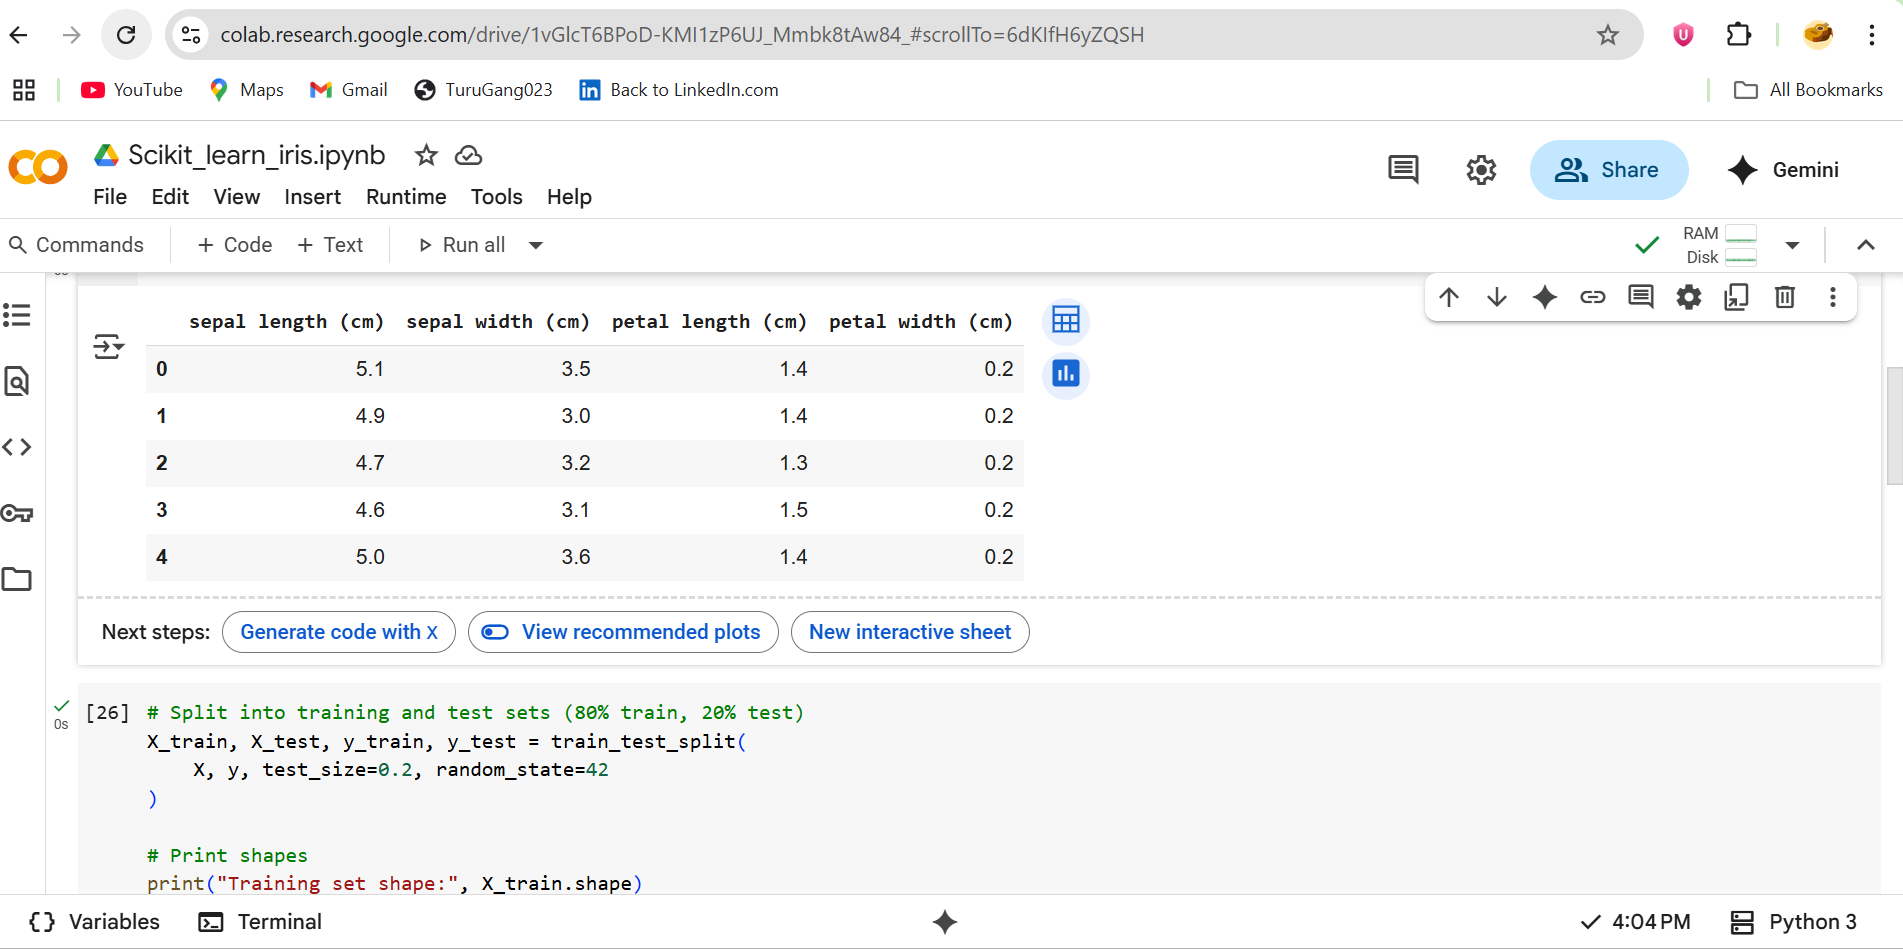 colab.research.google.com/drive/1vGlcT6BPoD-KMI1zP6UJ_Mmbk8tAw84_#scrollTo=6dKIfH6yZQSH
YouTube Maps Gmail TuruGang023 Back to LinkedIn.com All Bookmarks
Scikit_learn_iris.ipynb
File Edit View Insert Runtime Tools Help
Share Gemini
Commands + Code + Text Run all
RAM
Disk
sepal length (cm) sepal width (cm) petal length (cm) petal width (cm)
0 5.1 3.5 1.4 0.2
1 4.9 3.0 1.4 0.2
2 4.7 3.2 1.3 0.2
3 4.6 3.1 1.5 0.2
4 5.0 3.6 1.4 0.2
Next steps: Generate code with X View recommended plots New interactive sheet
0s [26] # Split into training and test sets (80% train, 20% test)
X_train, X_test, y_train, y_test = train_test_split(
X, y, test_size=0.2, random_state=42
)
# Print shapes
print("Training set shape:", X_train.shape)
Variables Terminal 4:04 PM Python 3